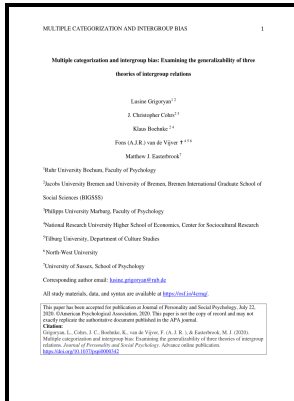 MULTIPLE CATEGORIZATION AND INTERGROUP BIAS 1
Multiple categorization and intergroup bias: Examining the generalizability of three
theories of intergroup relations
Lusine Grigoryan1 2
J. Christopher Cohrs2 3
Klaus Boehnke 2 4
Fons (A.J.R.) van de Vijver ✝ 4 5 6
Matthew J. Easterbrook7
1Ruhr University Bochum, Faculty of Psychology
2Jacobs University Bremen and University of Bremen, Bremen International Graduate School of
Social Sciences (BIGSSS)
3Philipps University Marburg, Faculty of Psychology
4National Research University Higher School of Economics, Center for Sociocultural Research
5Tilburg University, Department of Culture Studies
6North-West University
7University of Sussex, School of Psychology
Corresponding author email: lusine.grigoryan@rub.de
All study materials, data, and syntax are available at https://osf.io/4cmq/.
This paper has been accepted for publication at Journal of Personality and Social Psychology, July 22,
2020. ©American Psychological Association, 2020. This paper is not the copy of record and may not
exactly replicate the authoritative document published in the APA journal.
Citation:
Grigoryan, L., Cohrs, J. C., Boehnke, K., van de Vijver, F. (A. J. R. ), & Easterbrook, M. J. (2020).
Multiple categorization and intergroup bias: Examining the generalizability of three theories of intergroup
relations. Journal of Personality and Social Psychology. Advance online publication.
https://doi.org/10.1037/pspi0000342